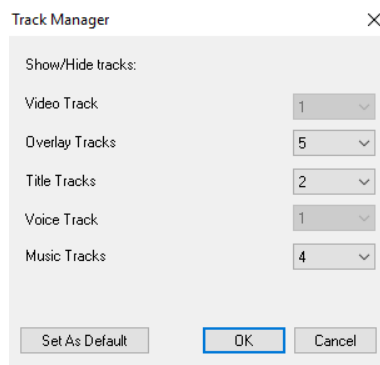 Track Manager
Show/Hide tracks:
Video Track 1
Overlay Tracks 5
Title Tracks 2
Voice Track 1
Music Tracks 4
Set As Default OK Cancel